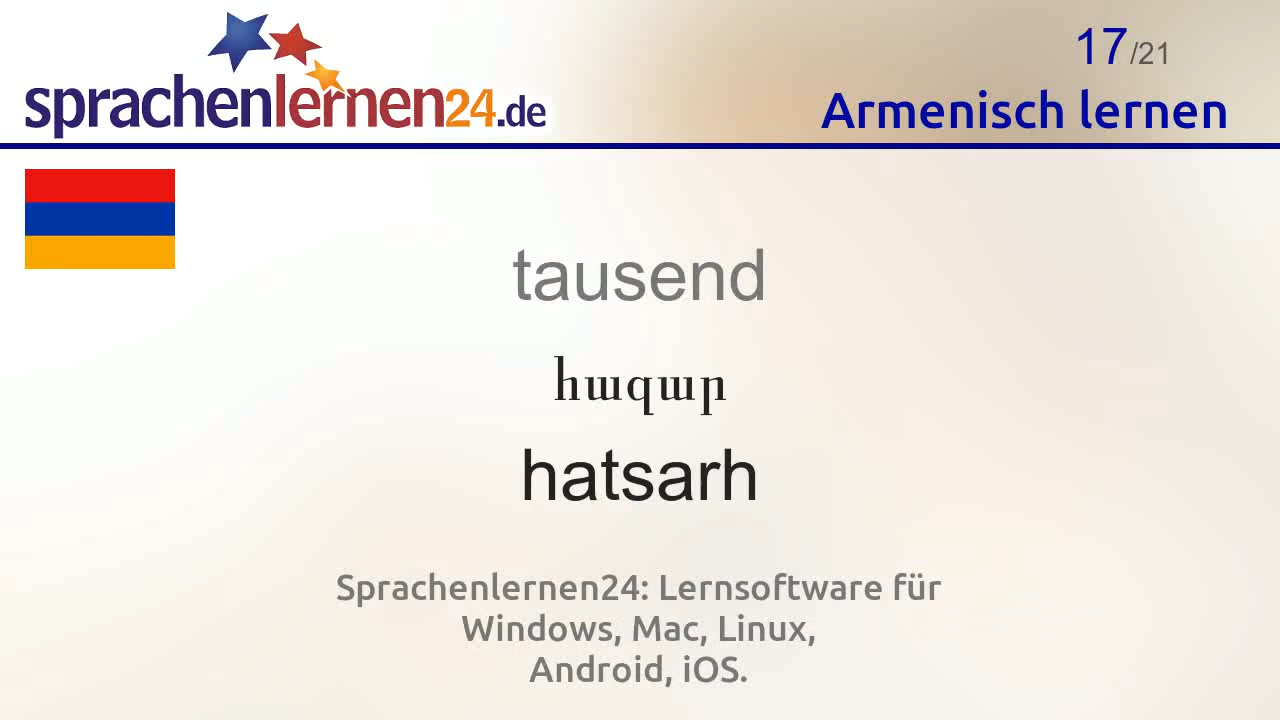 sprachenlernen24.de
17/21
Armenisch lernen
tausend
հազար
hatsarh
Sprachenlernen24: Lernsoftware für
Windows, Mac, Linux,
Android, iOS.